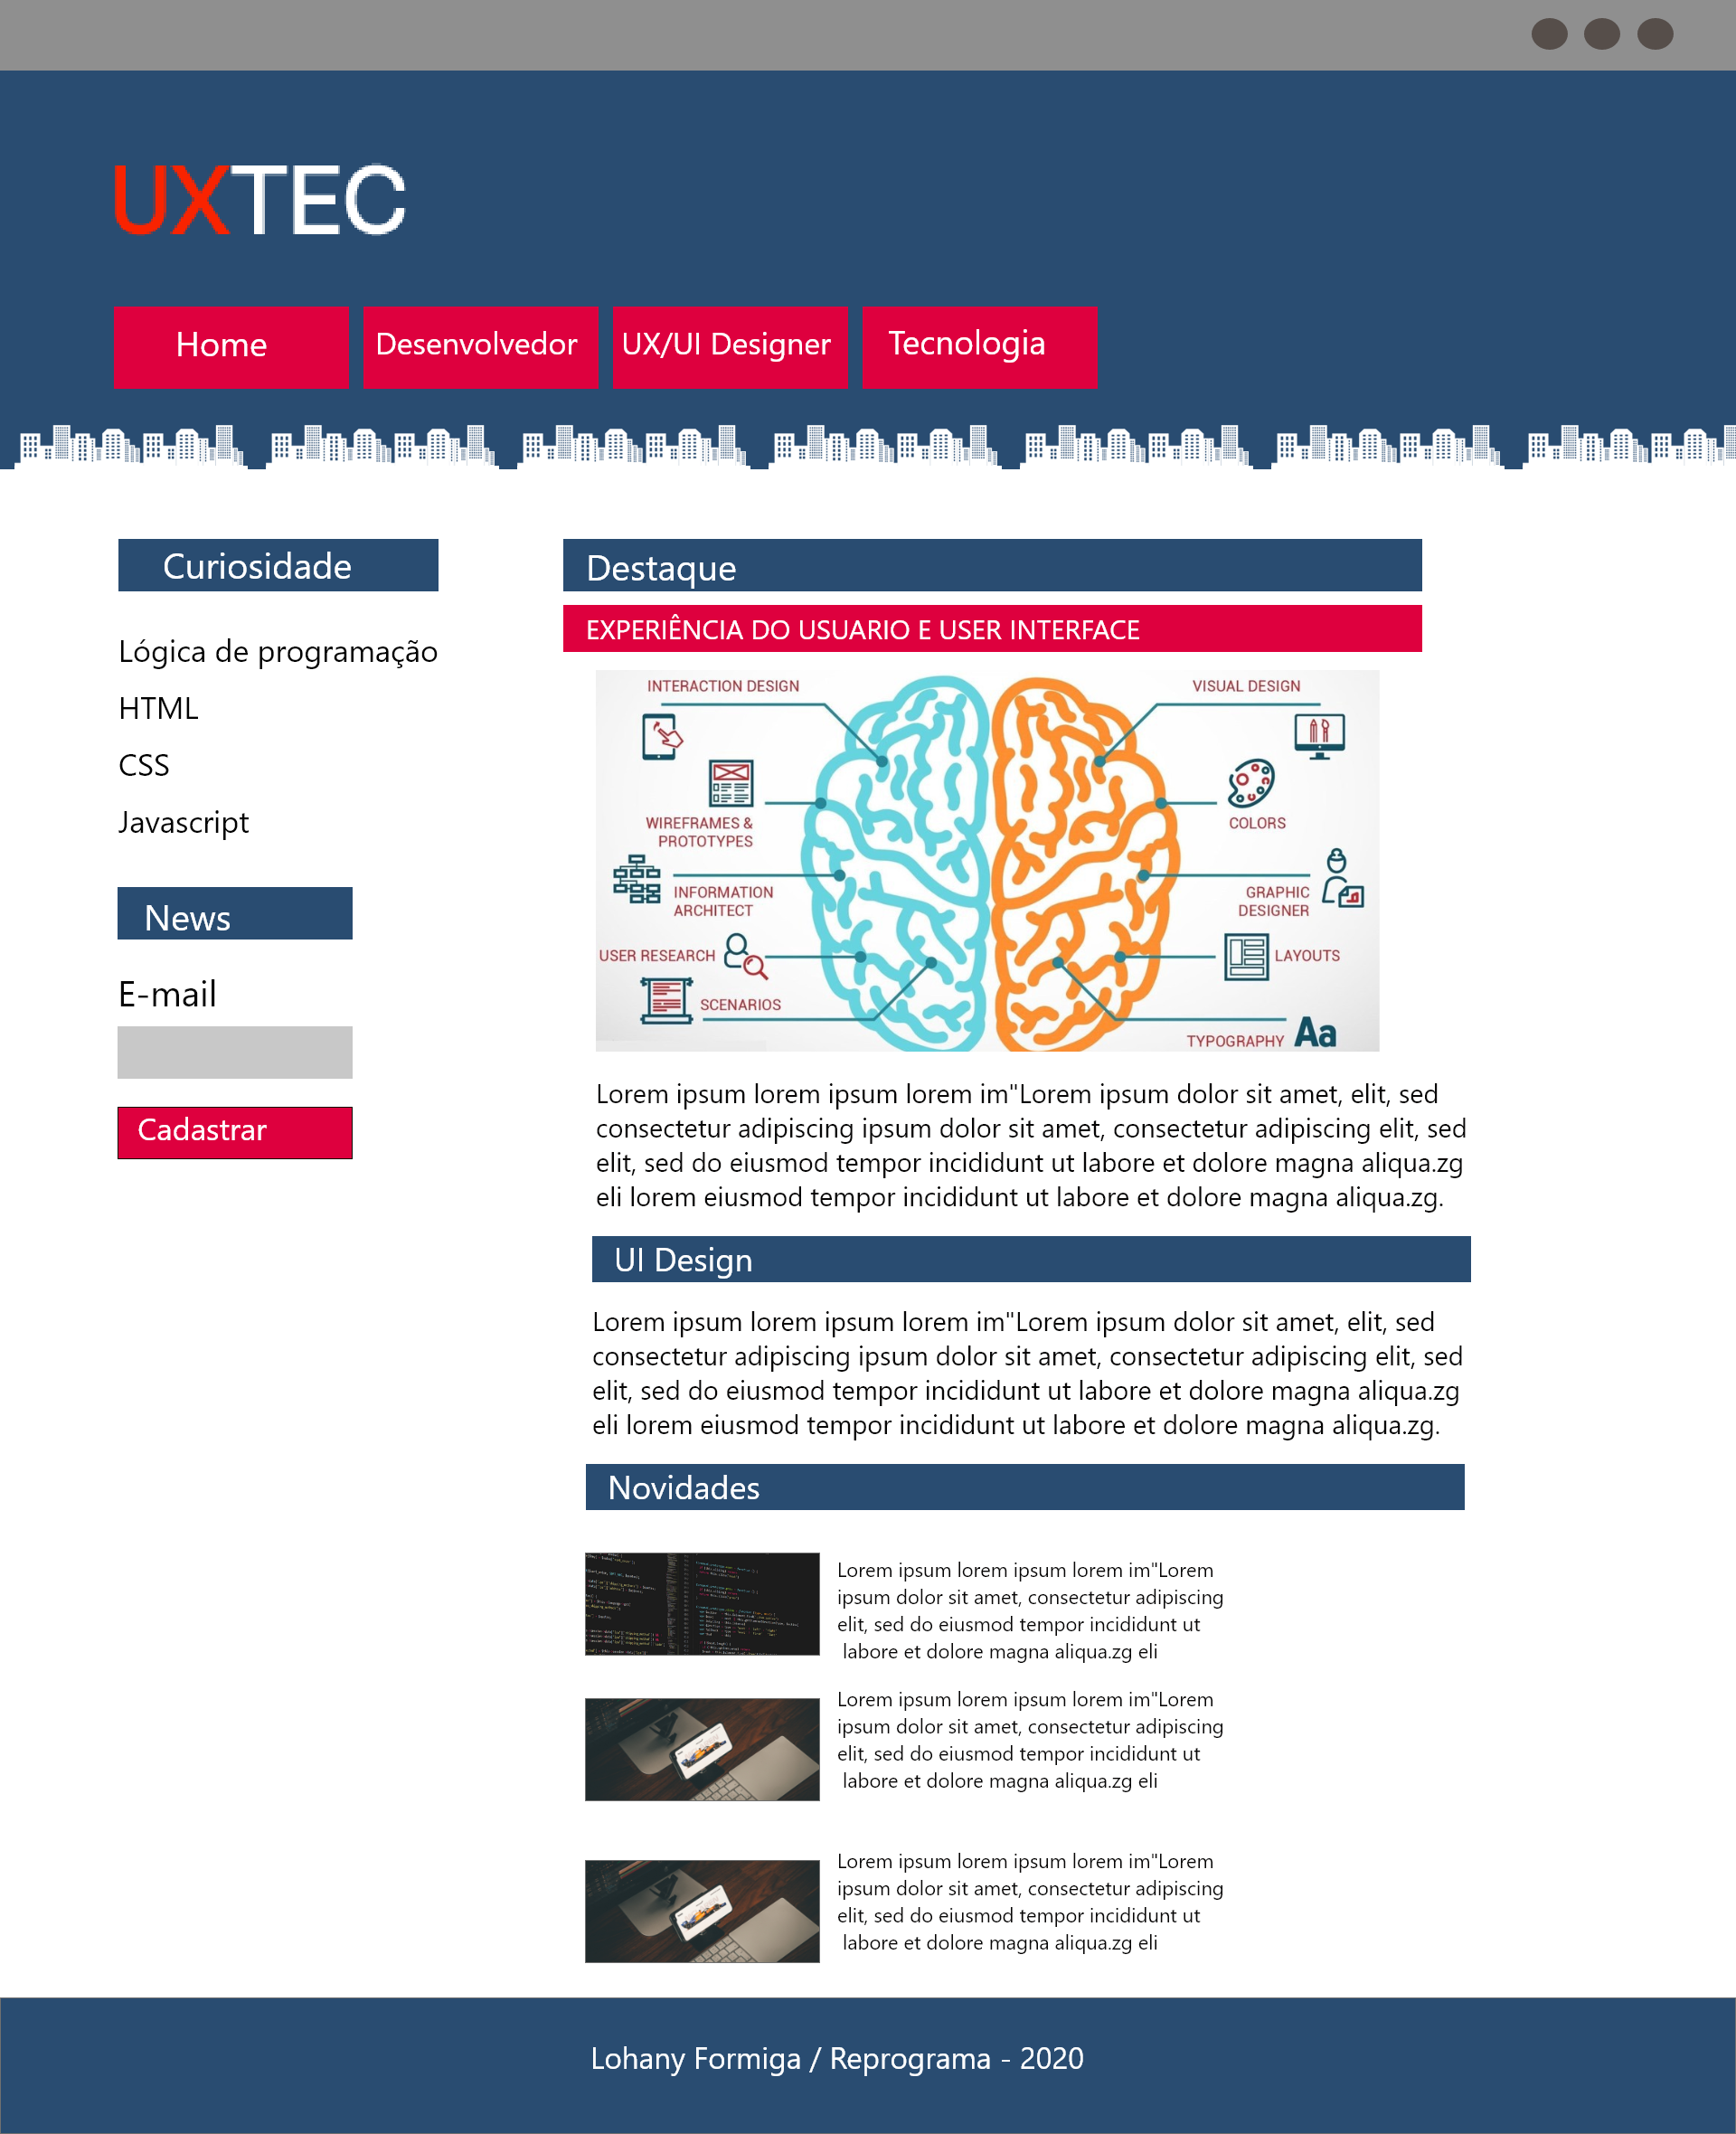 UXTEC
Home
Desenvolvedor
UX/UI Designer
Tecnologia
Curiosidade
Lógica de programação
HTML
CSS
Javascript
News
E-mail
Cadastrar
Destaque
EXPERIÊNCIA DO USUARIO E USER INTERFACE
INTERACTION DESIGN
VISUAL DESIGN
WIREFRAMES &
PROTOTYPES
COLORS
INFORMATION
ARCHITECT
GRAPHIC
DESIGNER
USER RESEARCH
LAYOUTS
SCENARIOS
TYPOGRAPHY Aa
Lorem ipsum lorem ipsum lorem im"Lorem ipsum dolor sit amet, elit, sed
consectetur adipiscing ipsum dolor sit amet, consectetur adipiscing elit, sed
elit, sed do eiusmod tempor incididunt ut labore et dolore magna aliqua.zg
eli lorem eiusmod tempor incididunt ut labore et dolore magna aliqua.zg.
UI Design
Lorem ipsum lorem ipsum lorem im"Lorem ipsum dolor sit amet, elit, sed
consectetur adipiscing ipsum dolor sit amet, consectetur adipiscing elit, sed
elit, sed do eiusmod tempor incididunt ut labore et dolore magna aliqua.zg
eli lorem eiusmod tempor incididunt ut labore et dolore magna aliqua.zg.
Novidades
Lorem ipsum lorem ipsum lorem im"Lorem
ipsum dolor sit amet, consectetur adipiscing
elit, sed do eiusmod tempor incididunt ut
labore et dolore magna aliqua.zg eli
Lorem ipsum lorem ipsum lorem im"Lorem
ipsum dolor sit amet, consectetur adipiscing
elit, sed do eiusmod tempor incididunt ut
labore et dolore magna aliqua.zg eli
Lorem ipsum lorem ipsum lorem im"Lorem
ipsum dolor sit amet, consectetur adipiscing
elit, sed do eiusmod tempor incididunt ut
labore et dolore magna aliqua.zg eli
Lohany Formiga / Reprograma - 2020